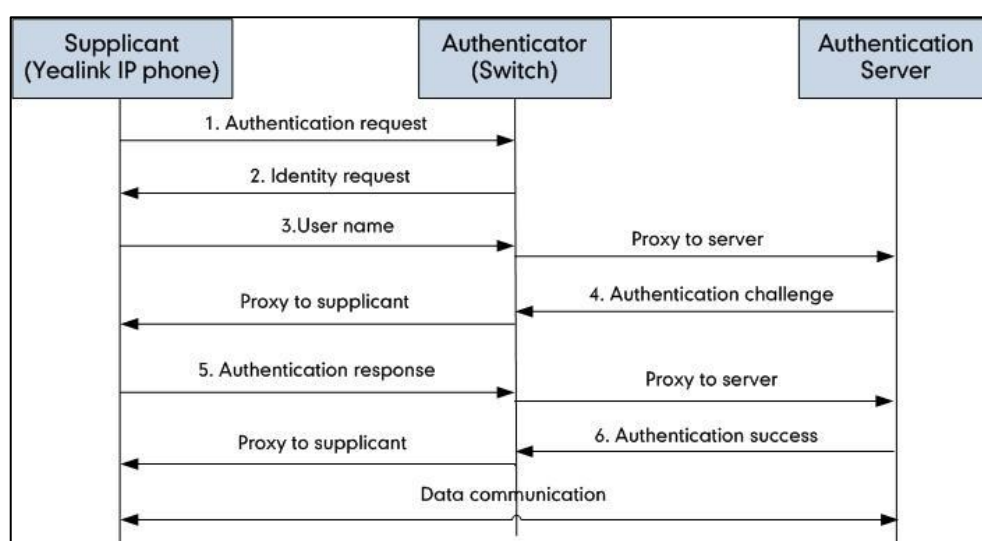 Supplicant
(Yealink IP phone)
Authenticator
(Switch)
Authentication
Server
1. Authentication request
2. Identity request
3.User name
Proxy to server
4. Authentication challenge
Proxy to supplicant
5. Authentication response
Proxy to server
6. Authentication success
Proxy to supplicant
Data communication